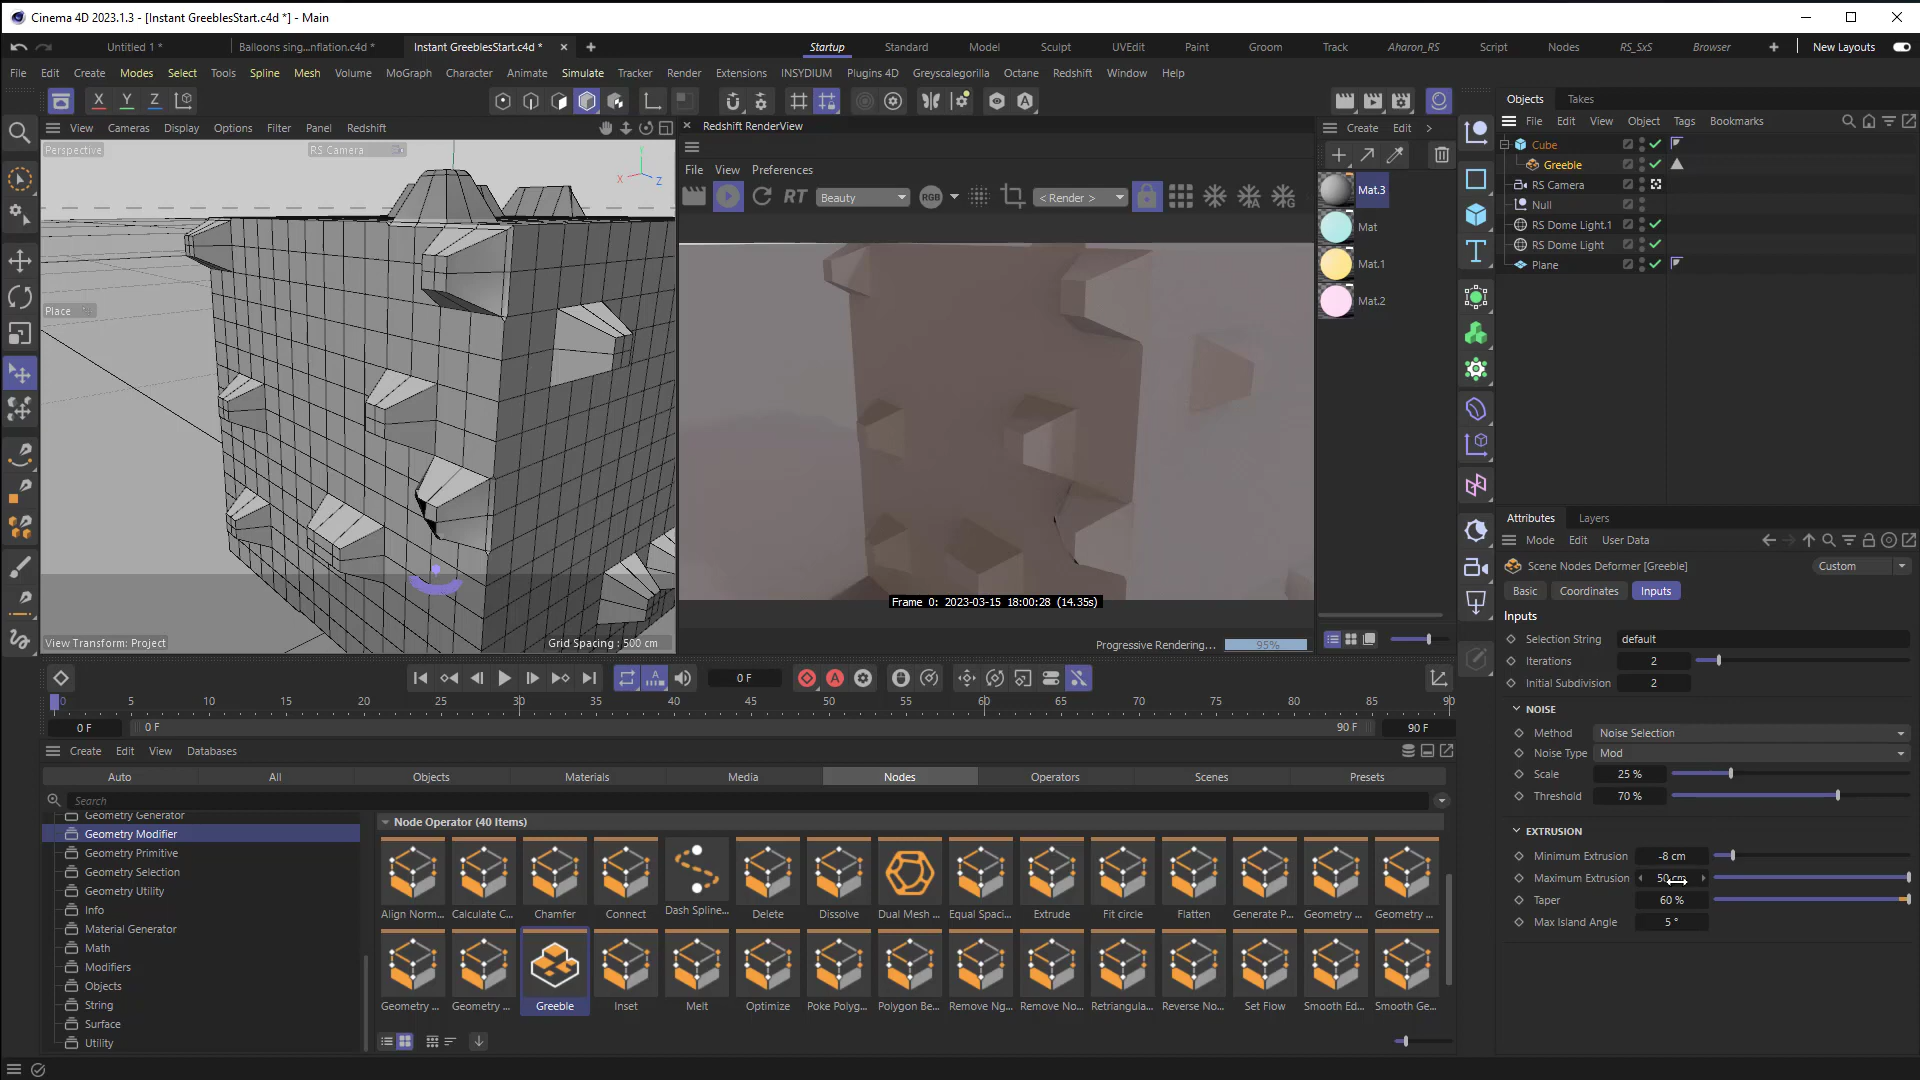 Cinema 4D 2023.1.3 - [Instant GreeblesStart.c4d *] - Main
Untitled 1 *
Balloons sing...nflation.c4d *
Instant GreeblesStart.c4d *
Startup
Standard
Model
Sculpt
UVEdit
Paint
Groom
Track
Aharon_RS
Script
Nodes
RS_SxS
Browser
New Layouts
File Edit Create Modes Select Tools Spline Mesh Volume MoGraph Character Animate Simulate Tracker Render Extensions INSYDIUM Plugins 4D Greyscalegorilla Octane Redshift Window Help
X Y Z
View Cameras Display Options Filter Panel Redshift
Perspective
RS Camera
Y
X
Z
Place
View Transform: Project
Grid Spacing : 500 cm
Redshift RenderView
File View Preferences
RT
Beauty
RGB
< Render >
Frame 0: 2023-03-15 18:00:28 (14.35s)
Progressive Rendering...
95%
Create Edit
Mat.3
Mat
Mat.1
Mat.2
Objects Takes
File Edit View Object Tags Bookmarks
Cube
Greeble
RS Camera
Null
RS Dome Light.1
RS Dome Light
Plane
Attributes Layers
Mode Edit User Data
Scene Nodes Deformer [Greeble]
Custom
Basic Coordinates Inputs
Inputs
Selection String default
Iterations 2
Initial Subdivision 2
NOISE
Method Noise Selection
Noise Type Mod
Scale 25 %
Threshold 70 %
EXTRUSION
Minimum Extrusion -8 cm
Maximum Extrusion 50 cm
Taper 60 %
Max Island Angle 5 °
0 F
0 5 10 15 20 25 30 35 40 45 50 55 60 65 70 75 80 85 90
0 F
0 F
90 F
90 F
Create Edit View Databases
Auto All Objects Materials Media Nodes Operators Scenes Presets
Search
Geometry Generator
Geometry Modifier
Geometry Primitive
Geometry Selection
Geometry Utility
Info
Material Generator
Math
Modifiers
Objects
String
Surface
Utility
Node Operator (40 Items)
Align Norm...
Calculate C...
Chamfer
Connect
Dash Spline...
Delete
Dissolve
Dual Mesh ...
Equal Spaci...
Extrude
Fit circle
Flatten
Generate P...
Geometry ...
Geometry ...
Geometry ...
Geometry ...
Greeble
Inset
Melt
Optimize
Poke Polyg...
Polygon Be...
Remove Ng...
Remove No...
Retriangula...
Reverse No...
Set Flow
Smooth Ed...
Smooth Ge...